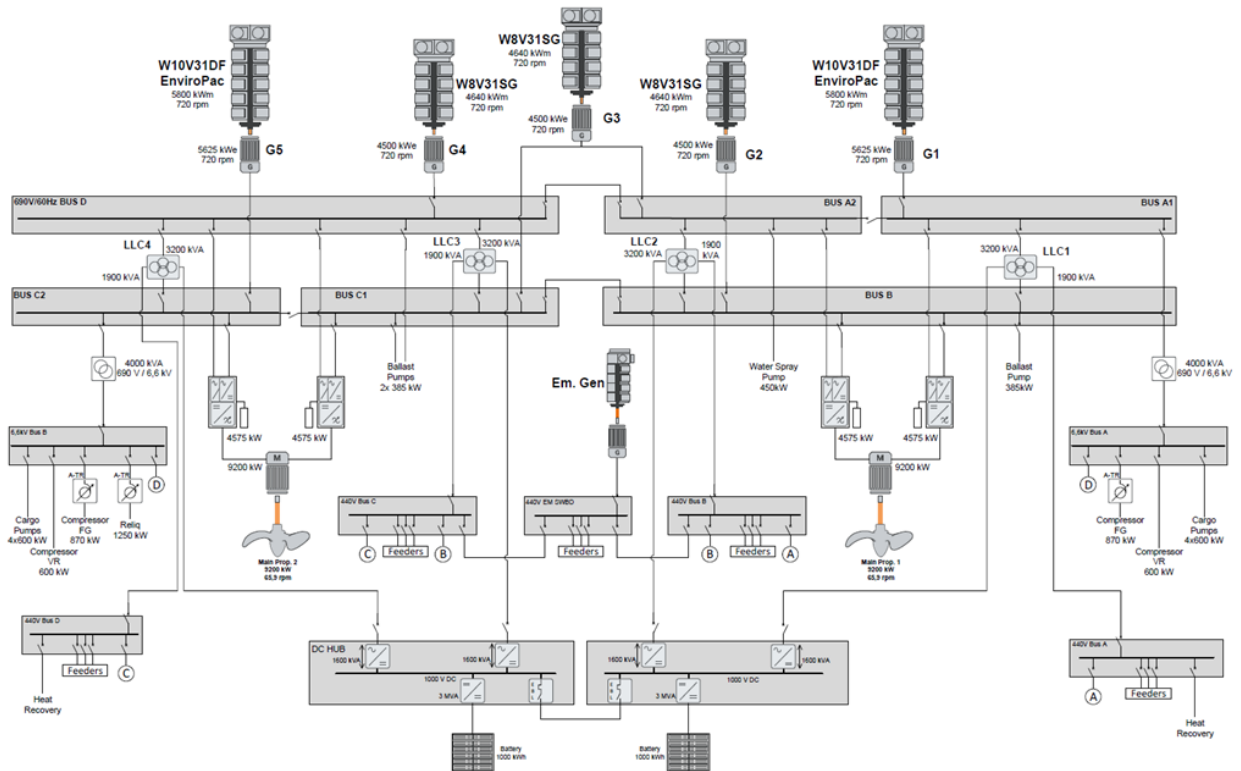 W10V31DF
EnviroPac
5800 kWm
720 rpm
5625 kWe
720 rpm
G5
W8V31SG
4640 kWm
720 rpm
4500 kWe
720 rpm
G4
W8V31SG
4640 kWm
720 rpm
4500 kWe
720 rpm
G3
W8V31SG
4640 kWm
720 rpm
4500 kWe
720 rpm
G2
W10V31DF
EnviroPac
5800 kWm
720 rpm
5625 kWe
720 rpm
G1
G
G
G
G
G
690V/60Hz BUS D
BUS A2
BUS A1
LLC4
3200 kVA
1900 kVA
LLC3
3200 kVA
1900 kVA
LLC2
3200 kVA
1900
kVA
3200 kVA
LLC1
1900 kVA
BUS C2
BUS C1
BUS B
4000 kVA
690 V / 6,6 kV
4575 kW
4575 kW
9200 kW
M
Ballast
Pumps
2x 385 kW
Em. Gen
G
Water Spray
Pump
450kW
4575 kW
4575 kW
9200 kW
M
Ballast
Pump
385kW
4000 kVA
690 V / 6,6 kV
6,6kV Bus B
A-TR
A-TR
D
Cargo
Pumps
4x600 kW
Compressor
VR
600 kW
Compressor
FG
870 kW
Reliq
1250 kW
Main Prop. 2
9200 kW
65,9 rpm
440V Bus C
C
Feeders
B
440V EM SWBD
Feeders
440V Bus B
B
Feeders
A
Main Prop. 1
9200 kW
65,9 rpm
6,6kV Bus A
D
A-TR
Compressor
FG
870 kW
Compressor
VR
600 kW
Cargo
Pumps
4x600 kW
440V Bus D
Feeders
C
Heat
Recovery
DC HUB
1600 kVA
1600 kVA
1000 V DC
3 MVA
Battery
1000 kWh
1600 kVA
1600 kVA
1000 V DC
3 MVA
Battery
1000 kWh
440V Bus A
A
Feeders
Heat
Recovery